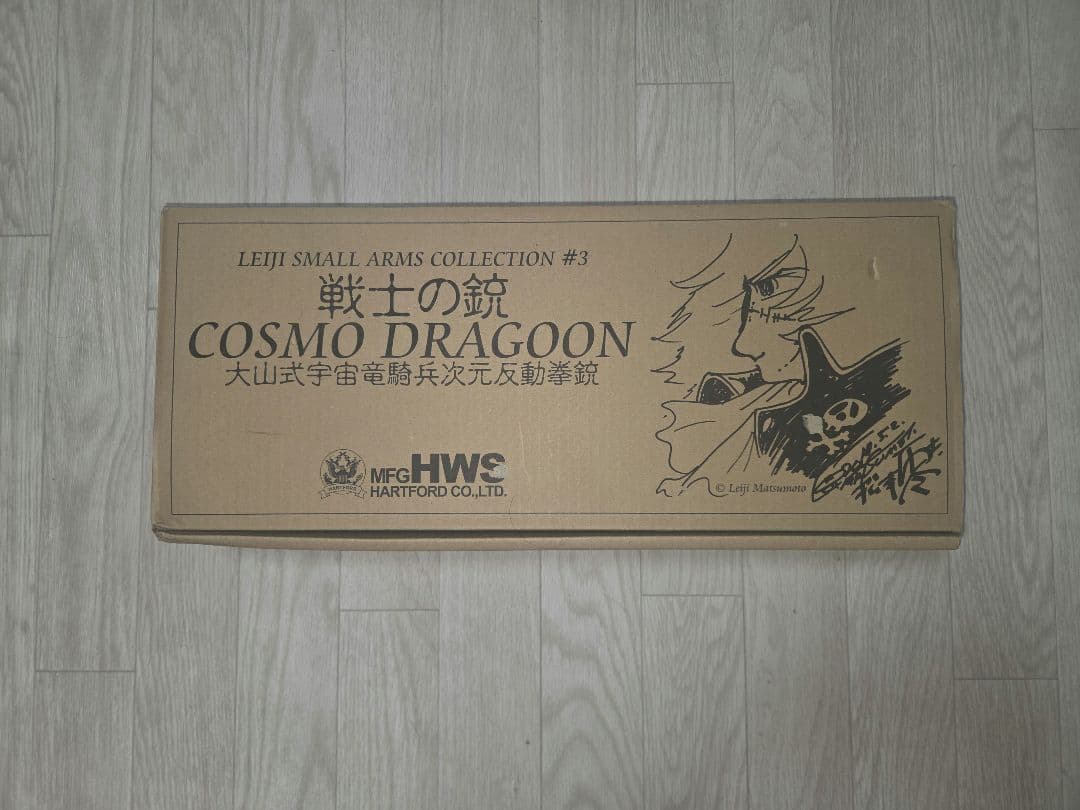 LEIJI SMALL ARMS COLLECTION #3
戦士の銃
COSMO DRAGOON
大山式宇宙竜騎兵次元反動拳銃
HARTFORD
MFG HWS
HARTFORD CO.,LTD.
© Leiji Matsumoto